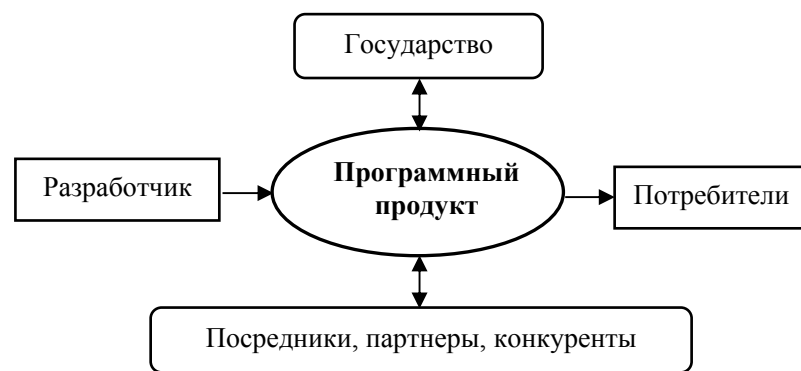 Государство
Разработчик
Программный
продукт
Потребители
Посредники, партнеры, конкуренты